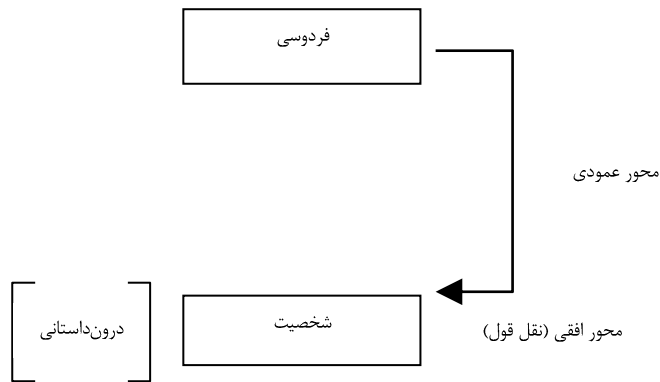 فردوسی
محور عمودی
محور افقی (نقل قول)
شخصیت
درون‌داستانی